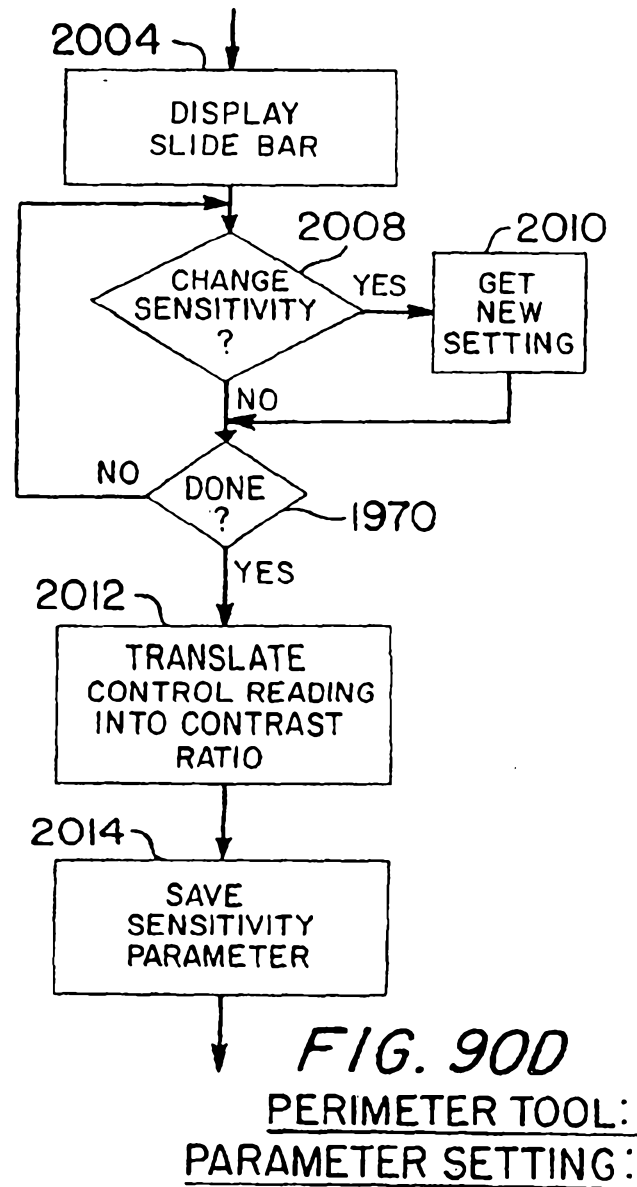 2004
DISPLAY
SLIDE BAR
2008
2010
CHANGE
SENSITIVITY
?
YES
GET
NEW
SETTING
NO
NO
DONE
?
1970
YES
2012
TRANSLATE
CONTROL READING
INTO CONTRAST
RATIO
2014
SAVE
SENSITIVITY
PARAMETER
FIG. 90D
PERIMETER TOOL:
PARAMETER SETTING: